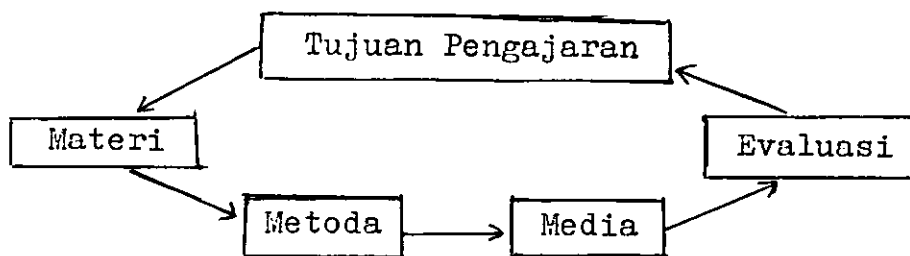 Tujuan Pengajaran
Materi
Evaluasi
Metoda
Media